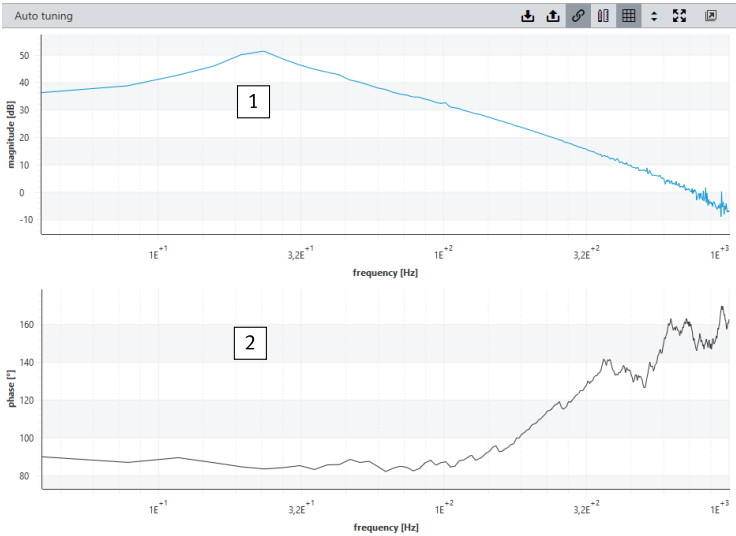 Auto tuning
50
40
30
20
10
0
-10
magnitude [dB]
1
1E+1
3,2E+1
1E+2
3,2E+2
1E+3
frequency [Hz]
160
140
120
100
80
phase [°]
2
1E+1
3,2E+1
1E+2
3,2E+2
1E+3
frequency [Hz]